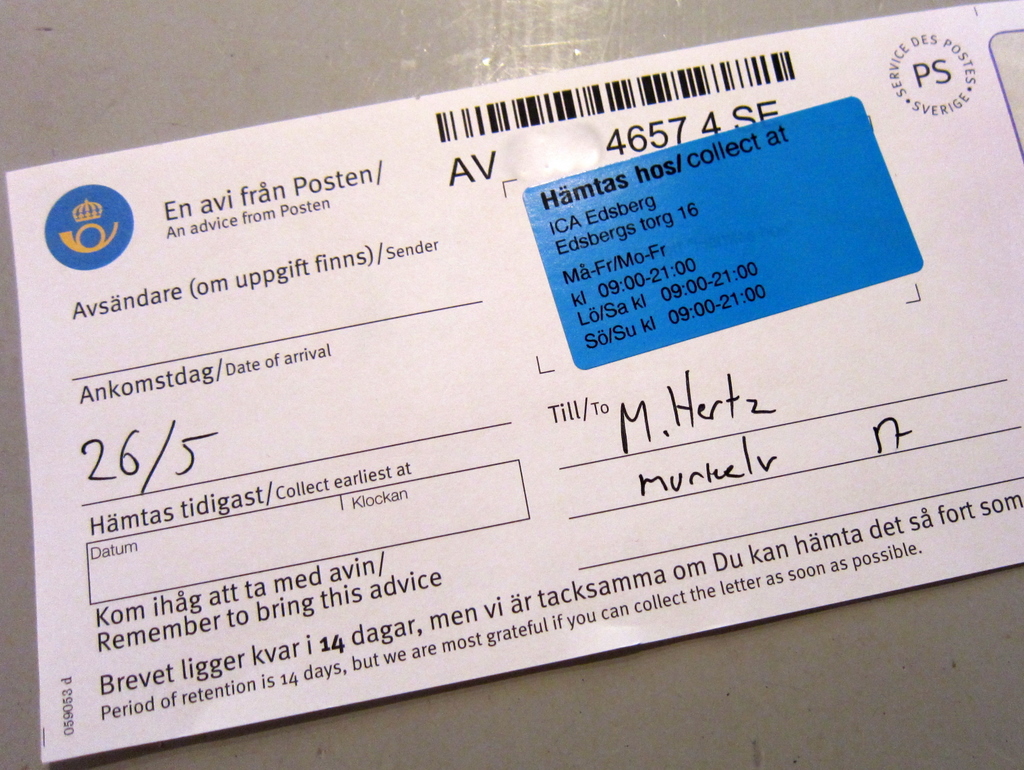 SERVICE DES POSTES
PS
SVERIGE
AV 4657 4 SE
En avi från Posten/
An advice from Posten
Hämtas hos/collect at
ICA Edsberg
Edsbergs torg 16
Må-Fr/Mo-Fr
kl 09:00-21:00
Lö/Sa kl 09:00-21:00
Sö/Su kl 09:00-21:00
Avsändare (om uppgift finns)/Sender
Ankomstdag/Date of arrival
26/5
Till/To M. Hertz
munkelv
Hämtas tidigast/Collect earliest at
Datum Klockan
Kom ihåg att ta med avin/
Remember to bring this advice
Brevet ligger kvar i 14 dagar, men vi är tacksamma om Du kan hämta det så fort som
Period of retention is 14 days, but we are most grateful if you can collect the letter as soon as possible.
059053 d